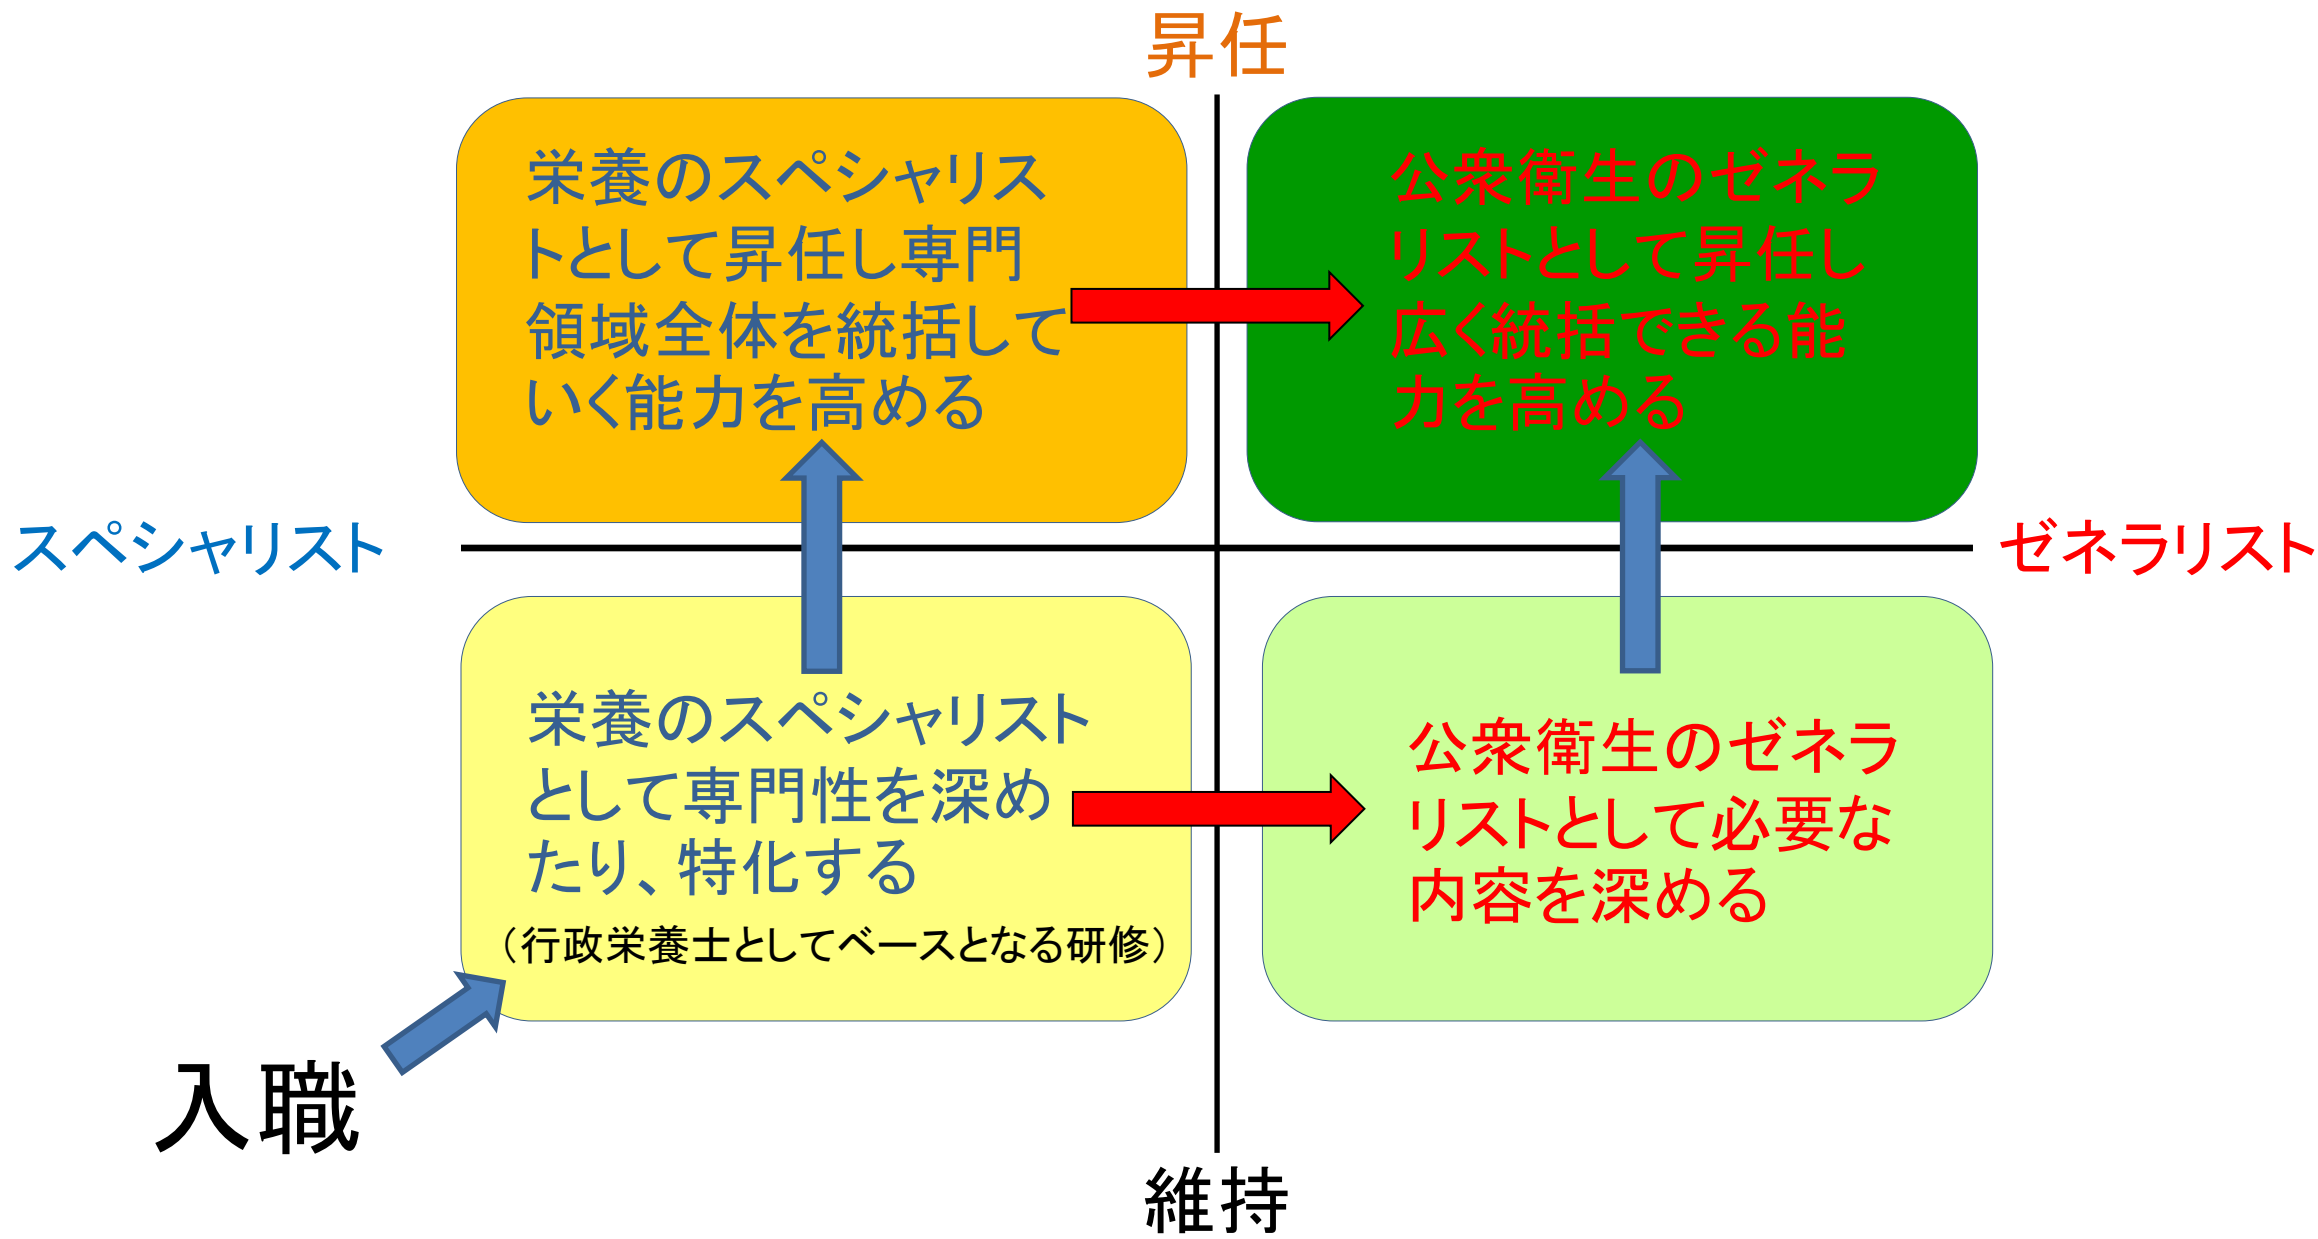 昇任
栄養のスペシャリス
トとして昇任し専門
領域全体を統括して
いく能力を高める
公衆衛生のゼネラ
リストとして昇任し
広く統括できる能
力を高める
スペシャリスト
ゼネラリスト
栄養のスペシャリスト
として専門性を深め
たり、特化する
（行政栄養士としてベースとなる研修）
公衆衛生のゼネラ
リストとして必要な
内容を深める
入職
維持